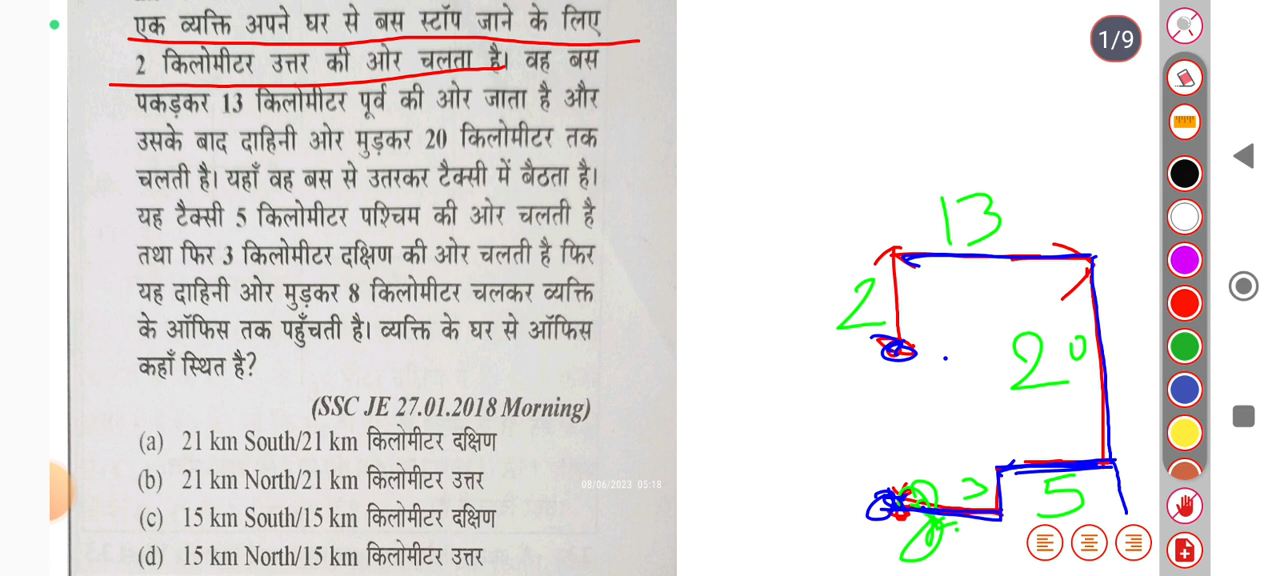 एक व्यक्ति अपने घर से बस स्टॉप जाने के लिए
2 किलोमीटर उत्तर की ओर चलता है। वह बस
पकड़कर 13 किलोमीटर पूर्व की ओर जाता है और
उसके बाद दाहिनी ओर मुड़कर 20 किलोमीटर तक
चलती है। यहाँ वह बस से उतरकर टैक्सी में बैठता है।
यह टैक्सी 5 किलोमीटर पश्चिम की ओर चलती है
तथा फिर 3 किलोमीटर दक्षिण की ओर चलती है फिर
यह दाहिनी ओर मुड़कर 8 किलोमीटर चलकर व्यक्ति
के ऑफिस तक पहुँचती है। व्यक्ति के घर से ऑफिस
कहाँ स्थित है?
(SSC JE 27.01.2018 Morning)
(a) 21 km South/21 km किलोमीटर दक्षिण
(b) 21 km North/21 km किलोमीटर उत्तर
(c) 15 km South/15 km किलोमीटर दक्षिण
(d) 15 km North/15 km किलोमीटर उत्तर
08/06/2023 05:18
1/9
13
2
20
5